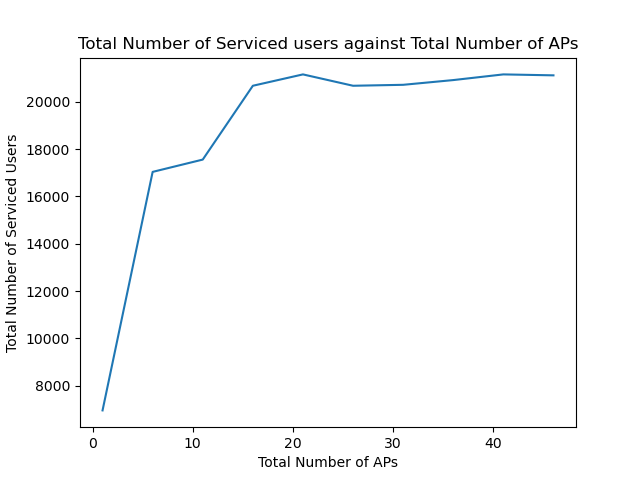 Total Number of Serviced users against Total Number of APs
20000
18000
16000
14000
12000
10000
8000
Total Number of Serviced Users
0 10 20 30 40
Total Number of APs